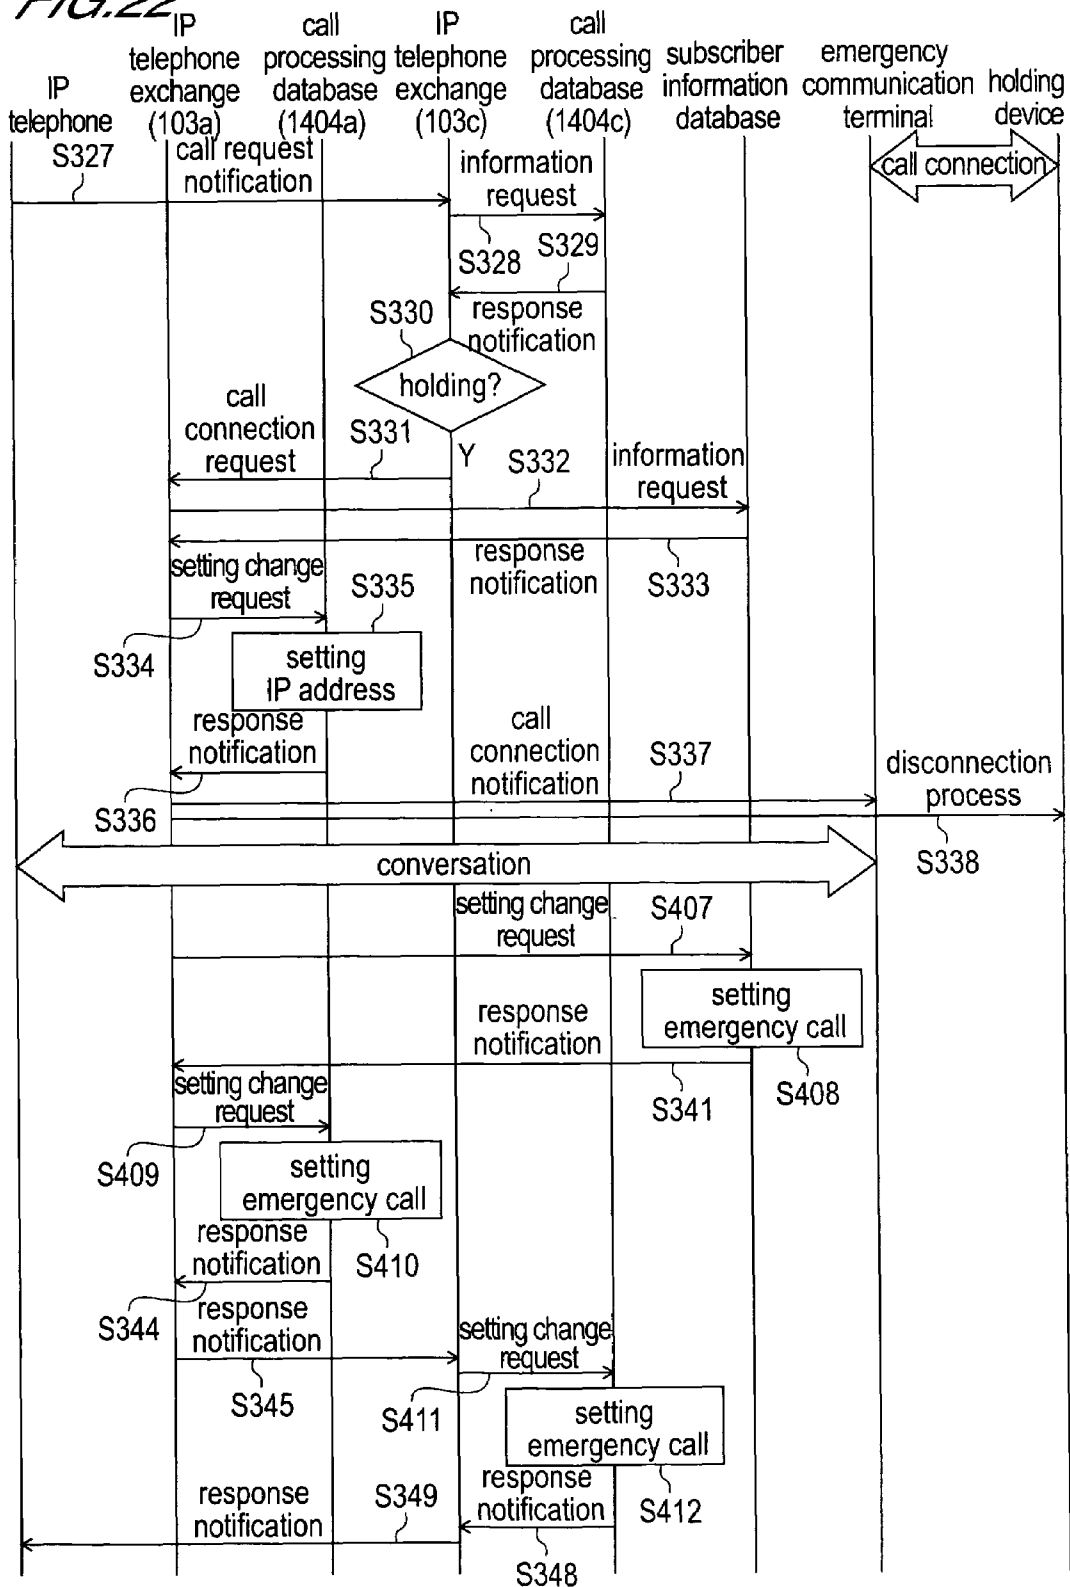 FIG.22
IP
telephone
IP
telephone
exchange
(103a)
call
processing
database
(1404a)
IP
telephone
exchange
(103c)
call
processing
database
(1404c)
subscriber
information
database
emergency
communication
terminal
holding
device
S327
call request
notification
information
request
call connection
S328
S329
response
notification
S330
holding?
Y
call
connection
request
S331
S332
information
request
response
notification
S333
setting change
request
S334
S335
setting
IP address
response
notification
S336
call
connection
notification
S337
disconnection
process
S338
conversation
setting change
request
S407
setting
emergency call
S408
response
notification
S341
setting change
request
S409
setting
emergency call
S410
response
notification
S344
response
notification
S345
setting change
request
S411
setting
emergency call
S412
response
notification
S348
response
notification
S349